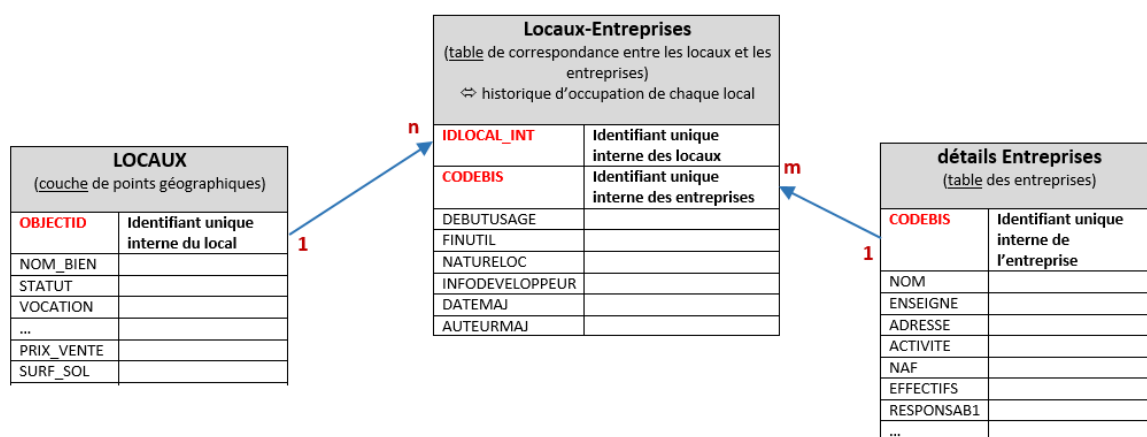 LOCAUX
(couche de points géographiques)
OBJECTID Identifiant unique
interne du local
NOM_BIEN
STATUT
VOCATION
...
PRIX_VENTE
SURF_SOL
1
n
Locaux-Entreprises
(table de correspondance entre les locaux et les
entreprises)
⇔ historique d’occupation de chaque local
IDLOCAL_INT Identifiant unique
interne des locaux
CODEBIS Identifiant unique
interne des entreprises
DEBUTUSAGE
FINUTIL
NATURELOC
INFODEVELOPPEUR
DATEMAJ
AUTEURMAJ
m
1
détails Entreprises
(table des entreprises)
CODEBIS Identifiant unique
interne de
l’entreprise
NOM
ENSEIGNE
ADRESSE
ACTIVITE
NAF
EFFECTIFS
RESPONSAB1
...